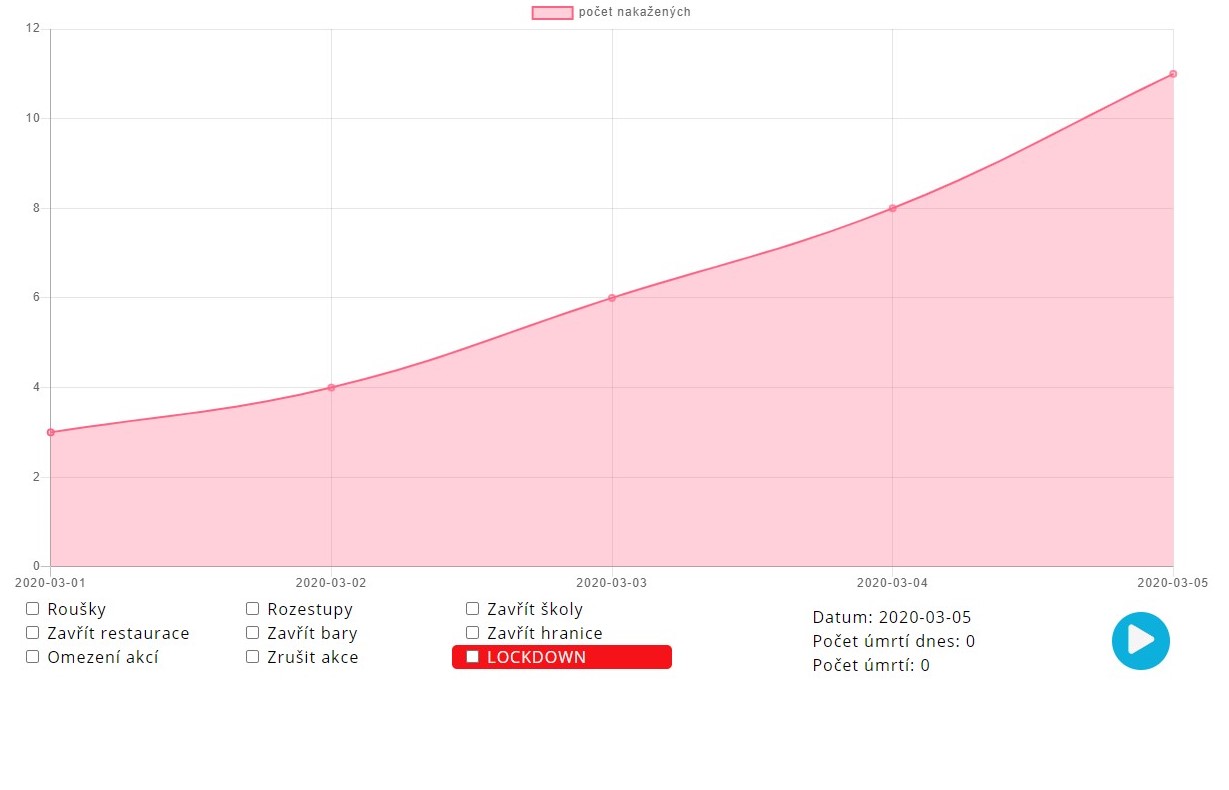 počet nakažených
12
10
8
6
4
2
0
2020-03-01 2020-03-02 2020-03-03 2020-03-04 2020-03-05
Roušky Rozestupy Zavřít školy
Zavřít restaurace Zavřít bary Zavřít hranice
Omezení akcí Zrušit akce LOCKDOWN
Datum: 2020-03-05
Počet úmrtí dnes: 0
Počet úmrtí: 0